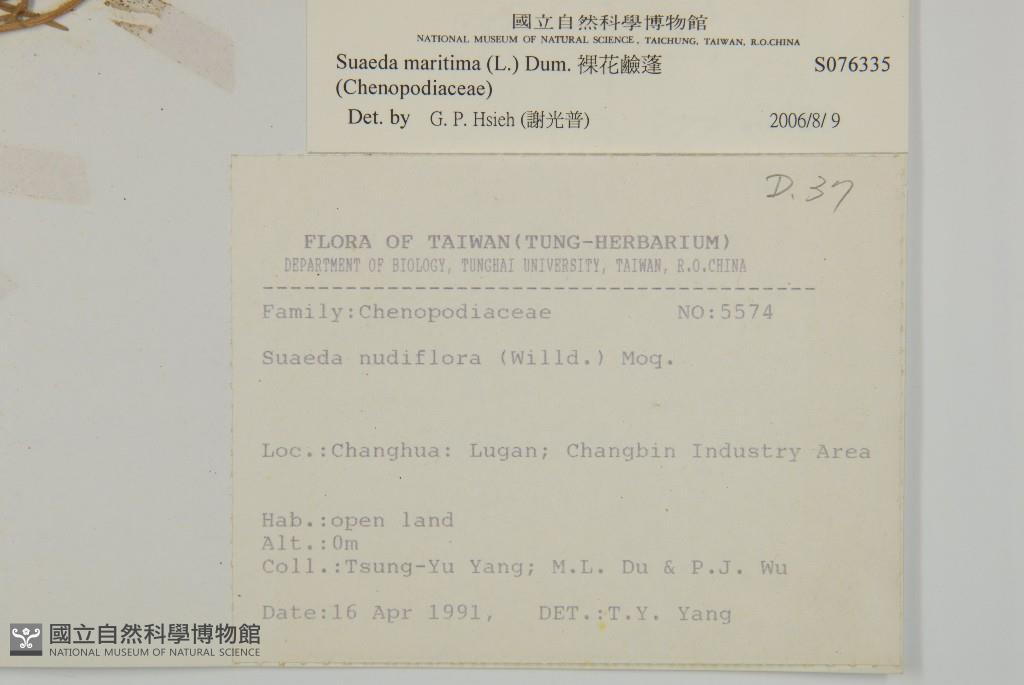 國立自然科學博物館
NATIONAL MUSEUM OF NATURAL SCIENCE, TAICHUNG, TAIWAN, R.O.CHINA
Suaeda maritima (L.) Dum. 裸花鹼蓬 S076335
(Chenopodiaceae)
Det. by G. P. Hsieh (謝光普) 2006/8/ 9
D.37
FLORA OF TAIWAN(TUNG-HERBARIUM)
DEPARTMENT OF BIOLOGY, TUNGHAI UNIVERSITY, TAIWAN, R.O.CHINA
Family:Chenopodiaceae NO:5574
Suaeda nudiflora (Willd.) Moq.
Loc.:Changhua: Lugan; Changbin Industry Area
Hab.:open land
Alt.:0m
Coll.:Tsung-Yu Yang; M.L. Du & P.J. Wu
Date:16 Apr 1991, DET.:T.Y. Yang
國立自然科學博物館
NATIONAL MUSEUM OF NATURAL SCIENCE